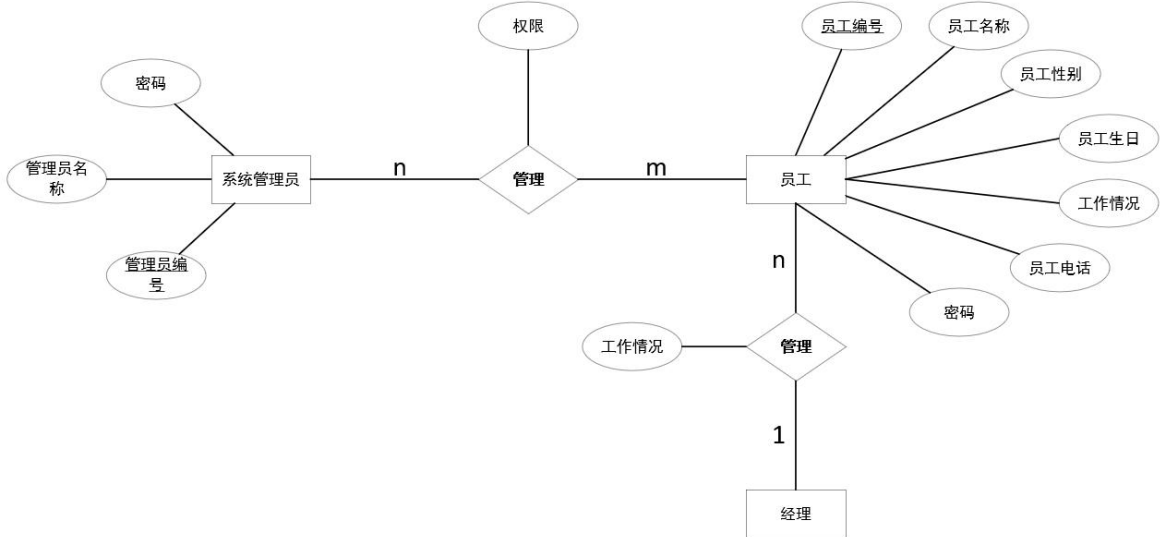 权限
员工编号
员工名称
密码
员工性别
管理员名
称
系统管理员
n
管理
m
员工
员工生日
工作情况
管理员编
号
员工电话
n
密码
工作情况
管理
1
经理